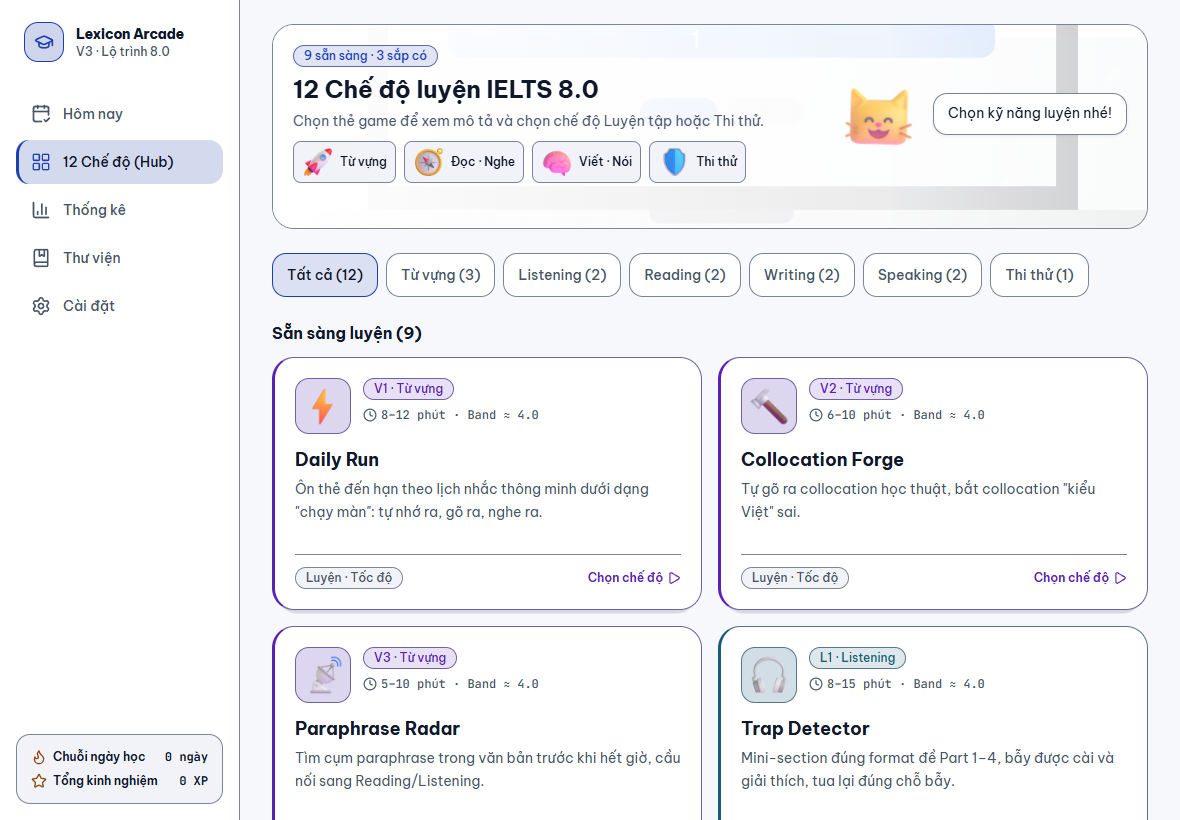 Lexicon Arcade
V3 · Lộ trình 8.0
Hôm nay
12 Chế độ (Hub)
Thống kê
Thư viện
Cài đặt
Chuỗi ngày học 0 ngày
Tổng kinh nghiệm 0 XP
9 sẵn sàng · 3 sắp có
12 Chế độ luyện IELTS 8.0
Chọn thẻ game để xem mô tả và chọn chế độ Luyện tập hoặc Thi thử.
Từ vựng
Đọc · Nghe
Viết · Nói
Thi thử
Chọn kỹ năng luyện nhé!
Tất cả (12)
Từ vựng (3)
Listening (2)
Reading (2)
Writing (2)
Speaking (2)
Thi thử (1)
Sẵn sàng luyện (9)
V1 · Từ vựng
8–12 phút · Band ≈ 4.0
Daily Run
Ôn thẻ đến hạn theo lịch nhắc thông minh dưới dạng
"chạy màn": tự nhớ ra, gõ ra, nghe ra.
Luyện · Tốc độ
Chọn chế độ
V2 · Từ vựng
6–10 phút · Band ≈ 4.0
Collocation Forge
Tự gõ ra collocation học thuật, bắt collocation "kiểu
Việt" sai.
Luyện · Tốc độ
Chọn chế độ
V3 · Từ vựng
5–10 phút · Band ≈ 4.0
Paraphrase Radar
Tìm cụm paraphrase trong văn bản trước khi hết giờ, cầu
nối sang Reading/Listening.
L1 · Listening
8–15 phút · Band ≈ 4.0
Trap Detector
Mini-section đúng format đề Part 1–4, bẫy được cài và
giải thích, tua lại đúng chỗ bẫy.